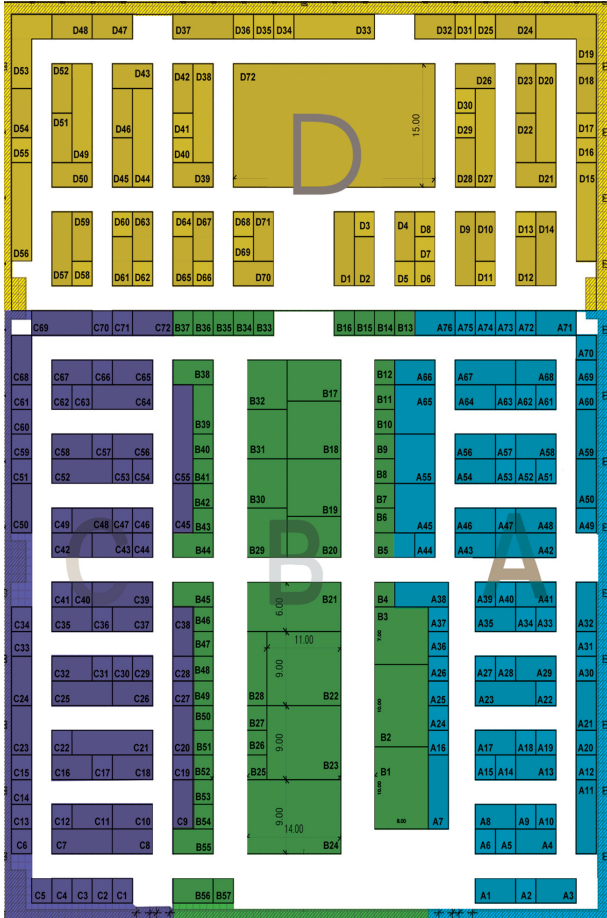 D48 D47 D37 D36 D35 D34 D33 D32 D31 D25 D24
D53 D19
D52 D43 D42 D38 D72 D26 D23 D20 D18
D30
D54 D51 D46 D41 15.00 D29 D22 D17
D55 D49 D40 D D16
D50 D45 D44 D39 D28 D27 D21 D15
D59 D60 D63 D64 D67 D68 D71 D3 D4 D8 D9 D10 D13 D14
D56 D69 D7
D57 D58 D61 D62 D65 D66 D70 D1 D2 D5 D6 D11 D12
C69 C70 C71 C72 B37 B36 B35 B34 B33 B16 B15 B14 B13 A76 A75 A74 A73 A72 A71
A70
C68 C67 C66 C65 B38 B12 A66 A67 A68 A69
C61 C62 C63 C64 B32 B17 B11 A65 A64 A63 A62 A61 A60
C60 B39 B10
C59 C58 C57 C56 B40 B31 B18 B9 A56 A57 A58 A59
C51 C52 C53 C54 C55 B41 B8 A55 A54 A53 A52 A51
B42 B30 B7 A50
C50 C49 C48 C47 C46 C45 B43 B19 B6 A45 A46 A47 A48 A49
C42 C43 C44 B44 B29 B20 B5 A44 A43 A42
C B A
C41 C40 C39 B45 6.00 B21 B4 A38 A39 A40 A41
C34 C35 C36 C37 C38 B46 B3 A37 A35 A34 A33 A32
C33 B47 11.00 7.00 A36 A31
C32 C31 C30 C29 C28 B48 9.00 A26 A27 A28 A29 A30
C24 C25 C26 C27 B49 B28 B22 10.00 A25 A23 A22
B50 B27 A24 A21
C23 C22 C21 C20 B51 B26 9.00 B2 A16 A17 A18 A19 A20
C15 C16 C17 C18 C19 B52 B25 B23 B1 A15 A14 A13 A12
C14 B53 10.00 A11
C13 C12 C11 C10 C9 B54 9.00 14.00 8.00 A7 A8 A9 A10
C6 C7 C8 B55 B24 A6 A5 A4
C5 C4 C3 C2 C1 B56 B57 A1 A2 A3